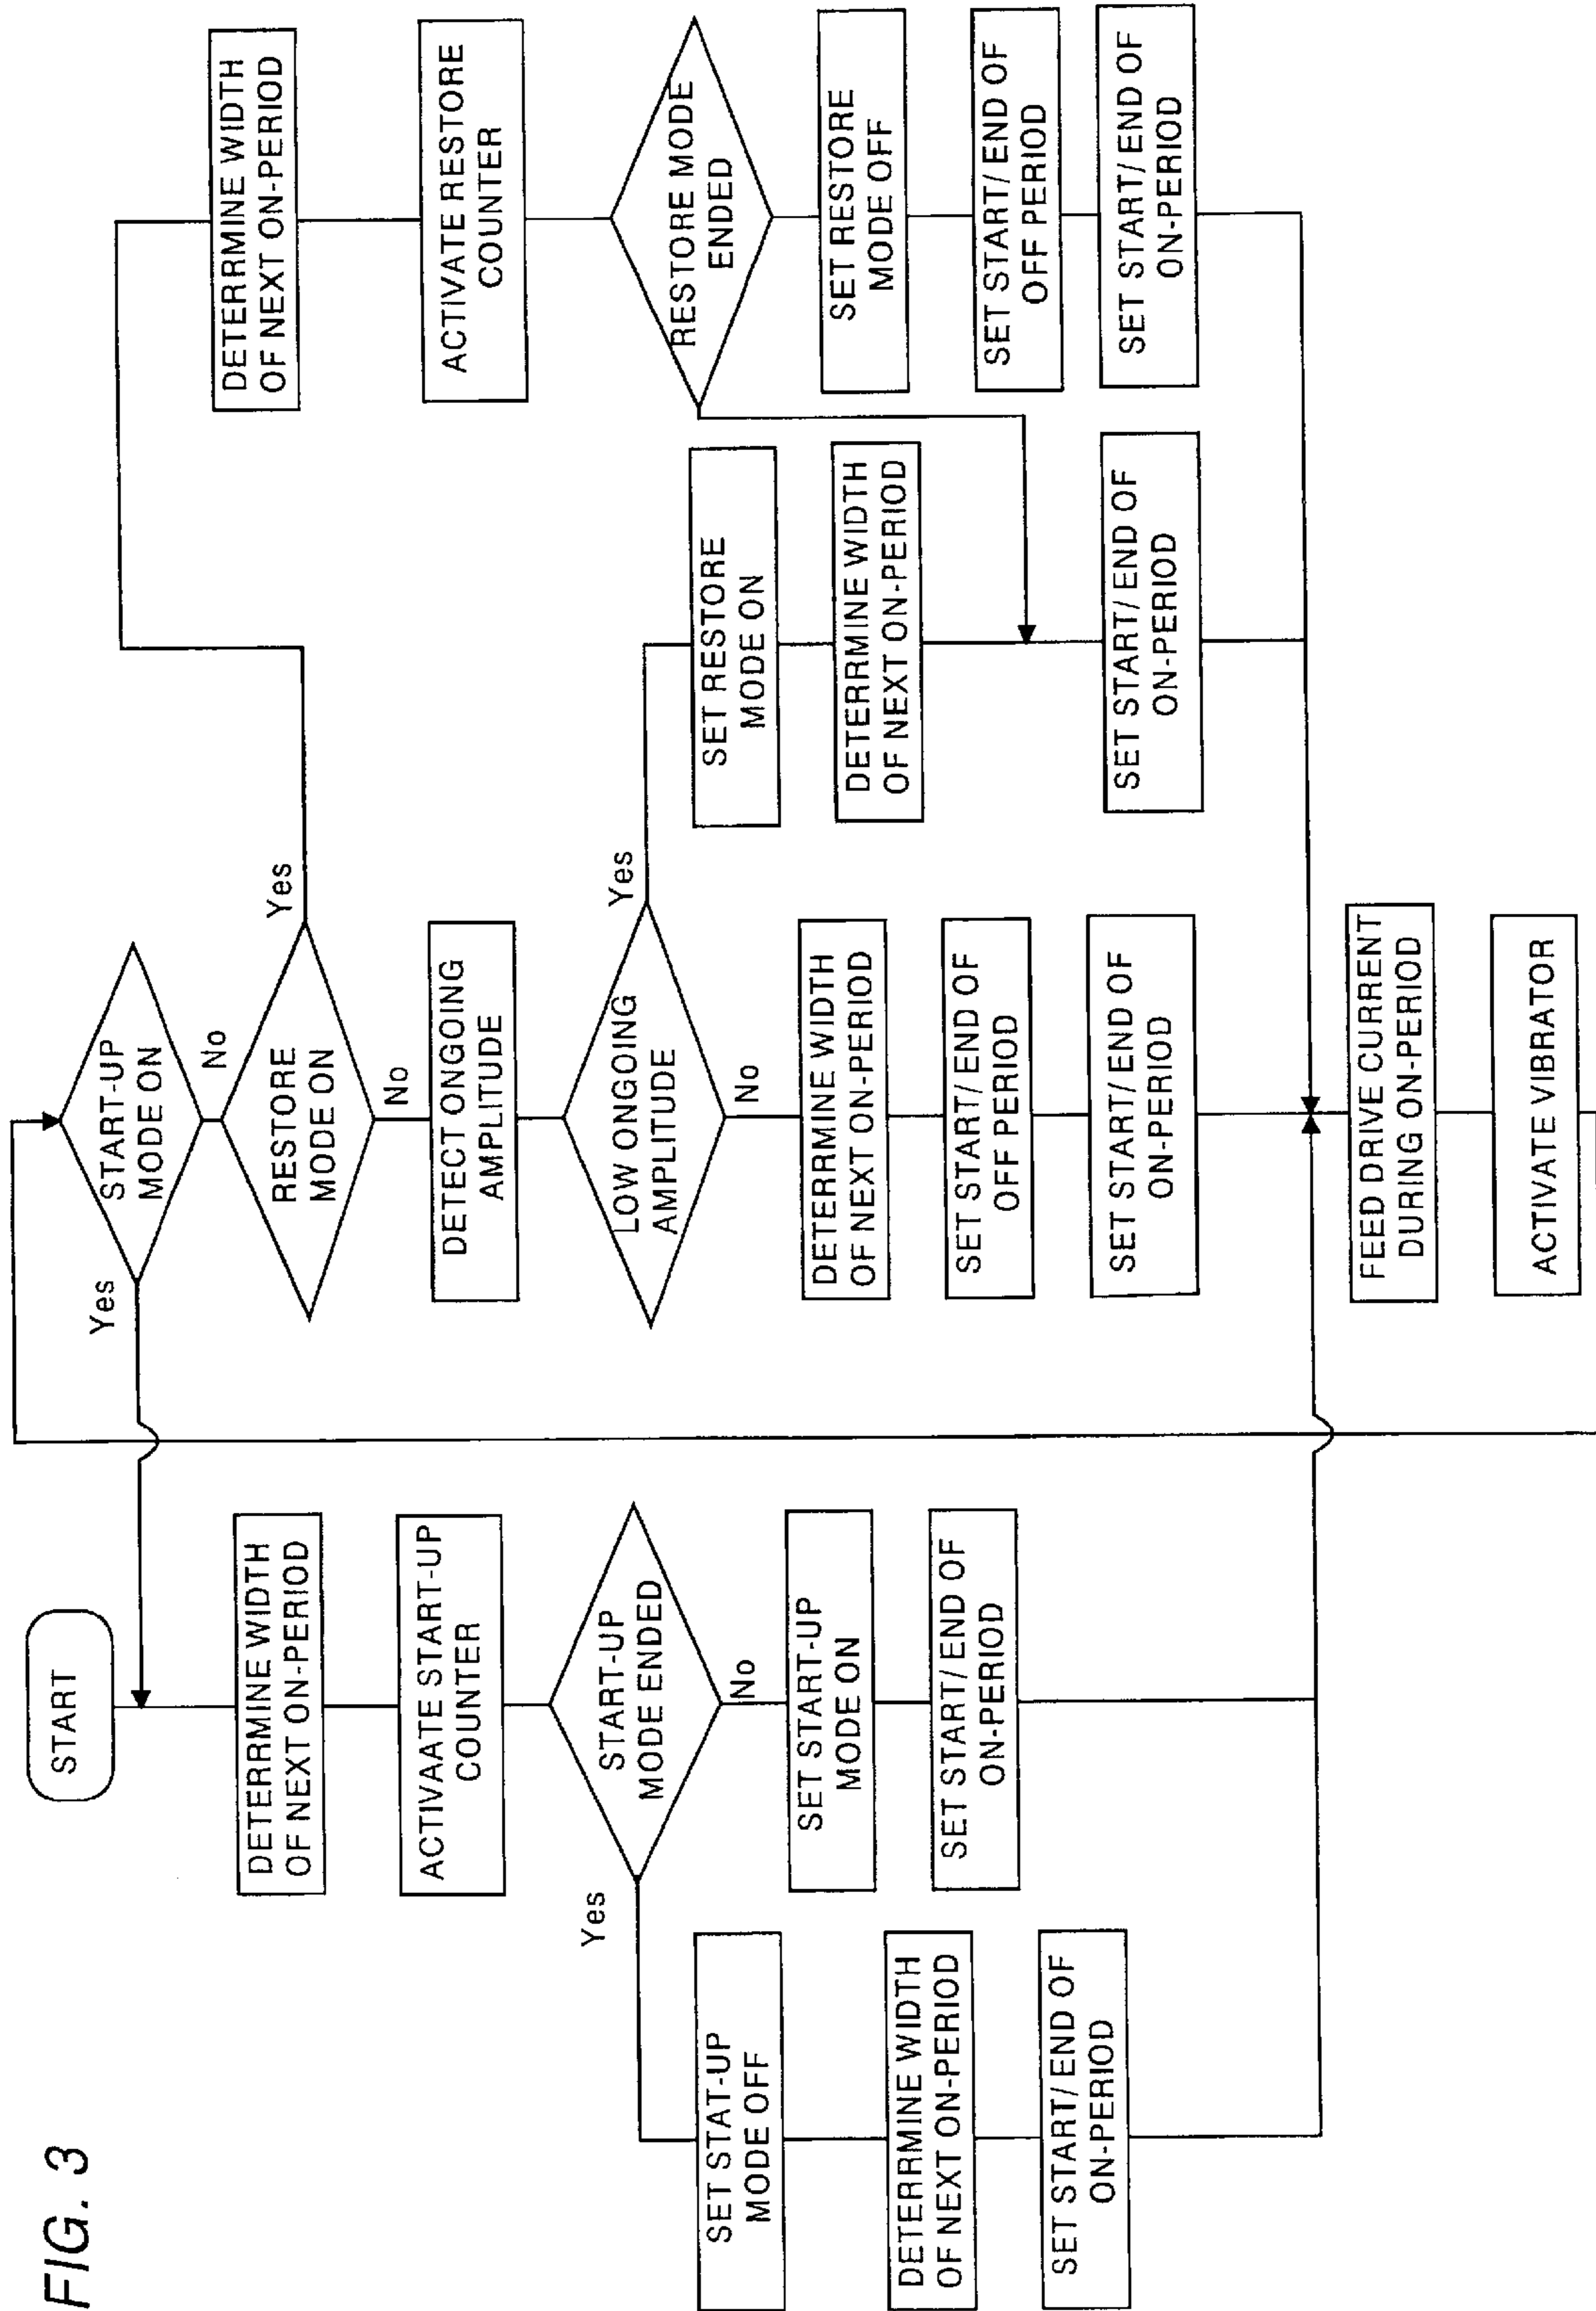 FIG. 3
START
DETERRMINE WIDTH
OF NEXT ON-PERIOD
ACTIVAATE START-UP
COUNTER
START-UP
MODE ENDED
Yes
No
SET STAT-UP
MODE OFF
DETERRMINE WIDTH
OF NEXT ON-PERIOD
SET START/END OF
ON-PERIOD
SET START-UP
MODE ON
SET START/END OF
ON-PERIOD
START-UP
MODE ON
Yes
No
RESTORE
MODE ON
Yes
No
DETECT ONGOING
AMPLITUDE
LOW ONGOING
AMPLITUDE
Yes
No
DETERRMINE WIDTH
OF NEXT ON-PERIOD
SET START/END OF
OFF PERIOD
SET START/END OF
ON-PERIOD
SET RESTORE
MODE ON
DETERRMINE WIDTH
OF NEXT ON-PERIOD
SET START/END OF
ON-PERIOD
DETERRMINE WIDTH
OF NEXT ON-PERIOD
ACTIVATE RESTORE
COUNTER
RESTORE MODE
ENDED
SET RESTORE
MODE OFF
SET START/END OF
OFF PERIOD
SET START/END OF
ON-PERIOD
FEED DRIVE CURRENT
DURING ON-PERIOD
ACTIVATE VIBRATOR